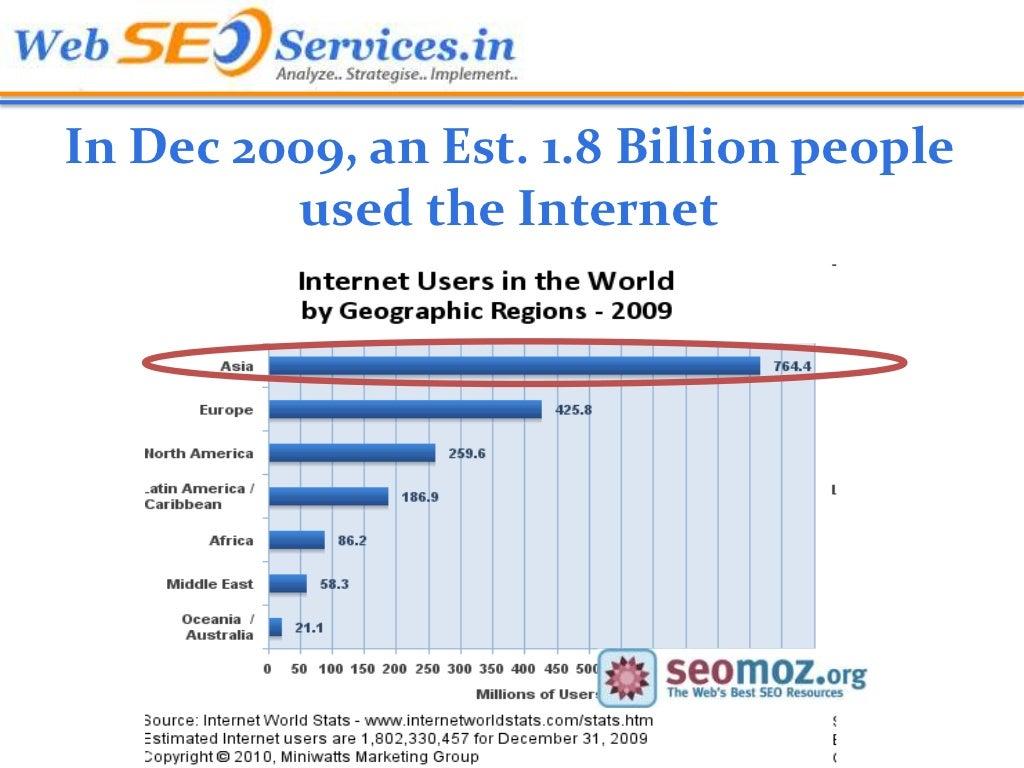 Web SEO Services.in
Analyze.. Strategise.. Implement..
In Dec 2009, an Est. 1.8 Billion people
used the Internet
Internet Users in the World
by Geographic Regions - 2009
Asia 764.4
Europe 425.8
North America 259.6
Latin America /
Caribbean 186.9
Africa 86.2
Middle East 58.3
Oceania /
Australia 21.1
0 50 100 150 200 250 300 350 400 450
Millions of Users
seomoz.org
The Web's Best SEO Resources
Source: Internet World Stats - www.internetworldstats.com/stats.htm
Estimated Internet users are 1,802,330,457 for December 31, 2009
Copyright © 2010, Miniwatts Marketing Group